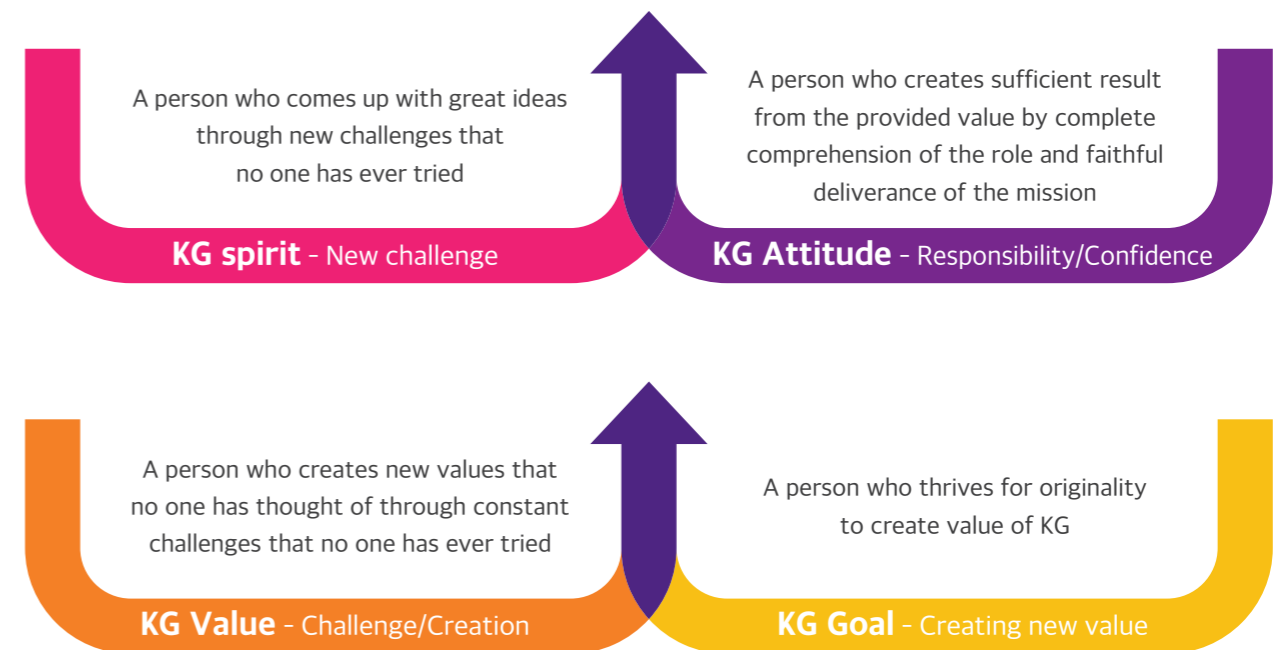 A person who comes up with great ideas
through new challenges that
no one has ever tried
KG spirit - New challenge
A person who creates sufficient result
from the provided value by complete
comprehension of the role and faithful
deliverance of the mission
KG Attitude - Responsibility/Confidence
A person who creates new values that
no one has thought of through constant
challenges that no one has ever tried
KG Value - Challenge/Creation
A person who thrives for originality
to create value of KG
KG Goal - Creating new value